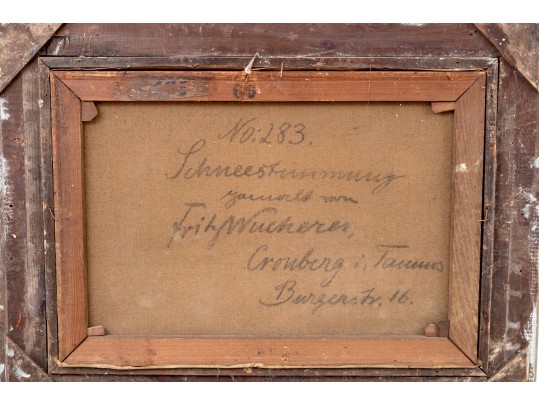 No: 283.
Schneestimmung
gemalt von
Fritz Wucherer,
Cronberg i. Taunus
Burgerstr. 16.